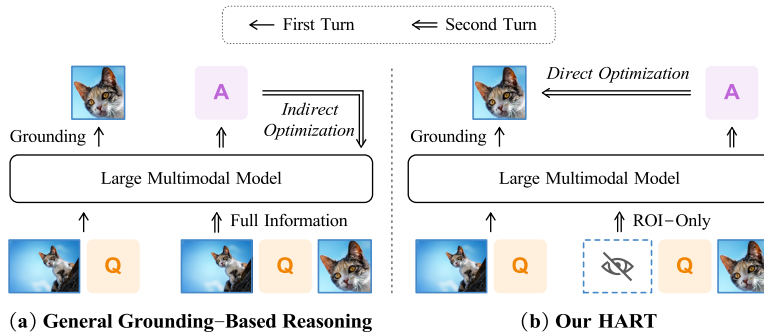 First Turn
Second Turn
A
Indirect
Optimization
Grounding
Large Multimodal Model
Full Information
Q
Q
(a) General Grounding-Based Reasoning
Direct Optimization
A
Grounding
Large Multimodal Model
ROI-Only
Q
Q
(b) Our HART